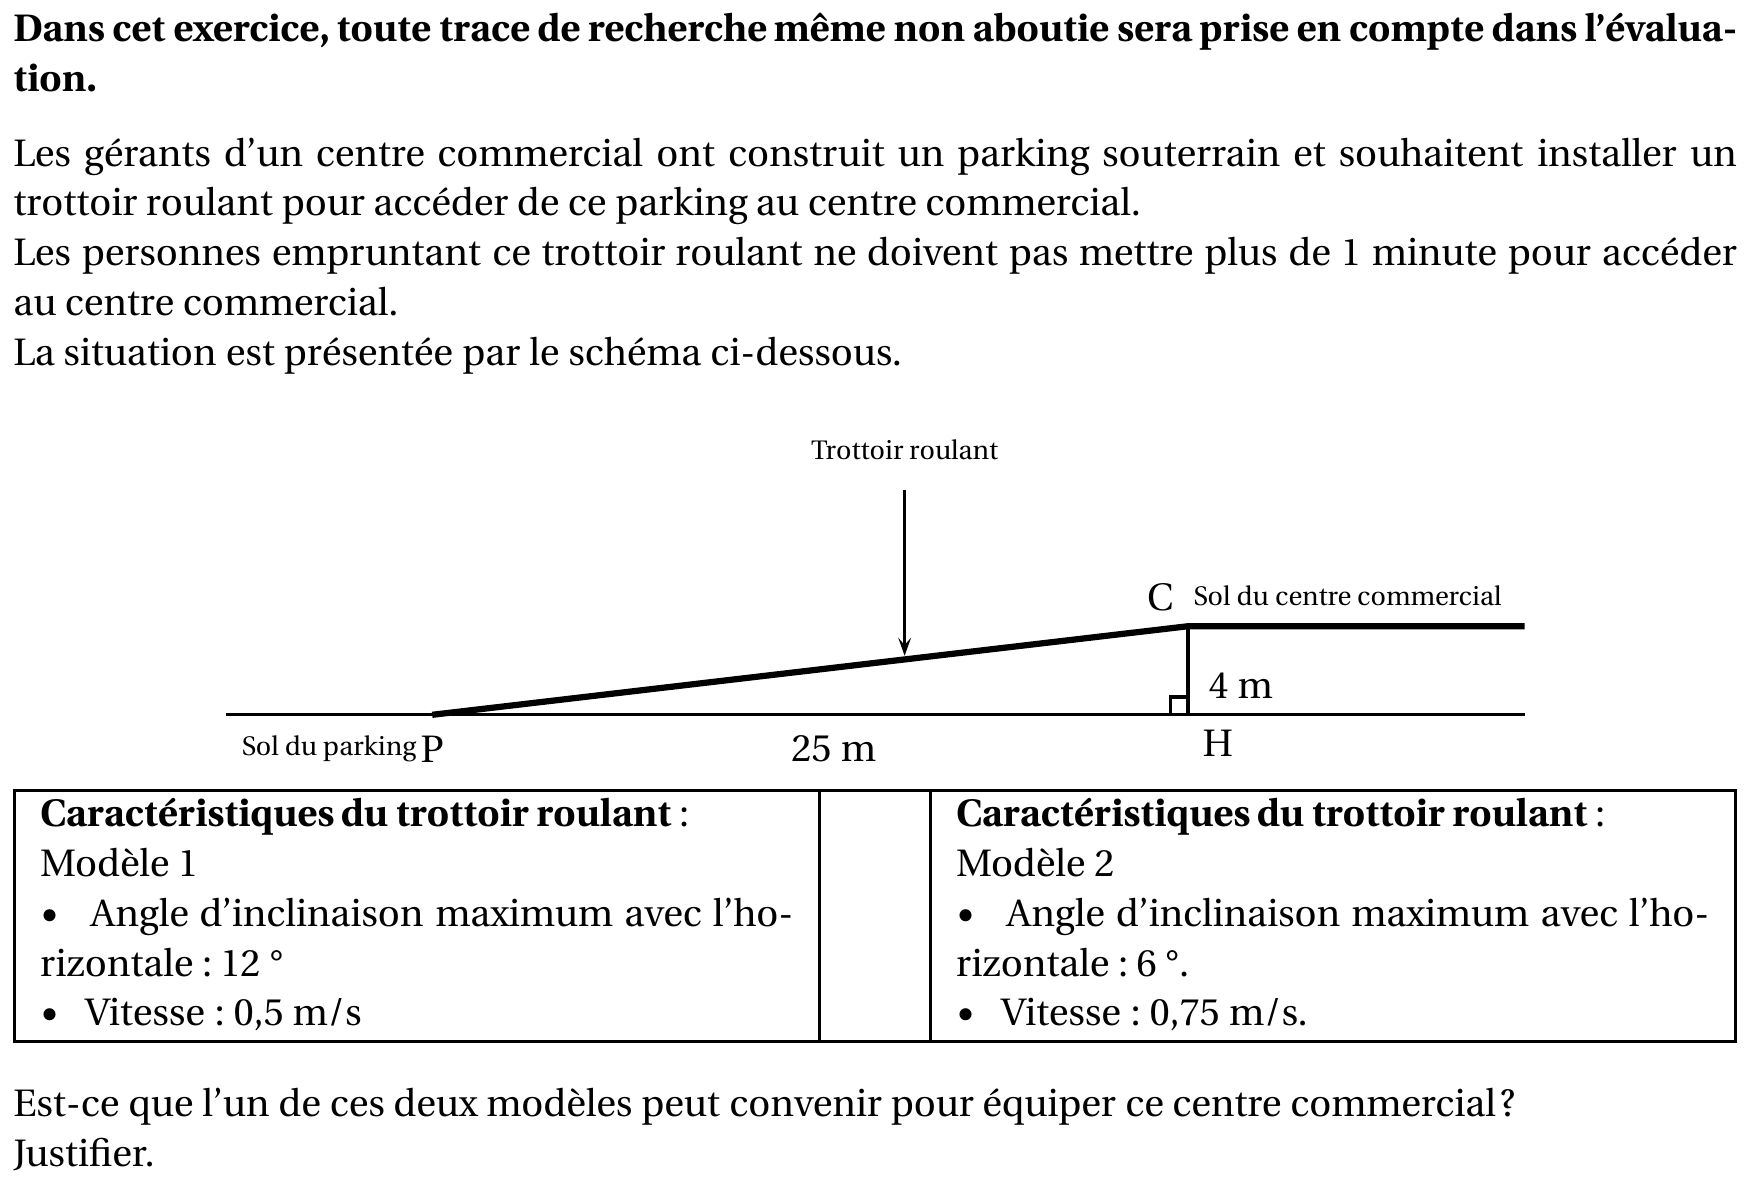 Dans cet exercice, toute trace de recherche même non aboutie sera prise en compte dans l'évalua-
tion.
Les gérants d'un centre commercial ont construit un parking souterrain et souhaitent installer un
trottoir roulant pour accéder de ce parking au centre commercial.
Les personnes empruntant ce trottoir roulant ne doivent pas mettre plus de 1 minute pour accéder
au centre commercial.
La situation est présentée par le schéma ci-dessous.
Trottoir roulant
C Sol du centre commercial
4 m
Sol du parking P
25 m
H
Caractéristiques du trottoir roulant :
Modèle 1
• Angle d'inclinaison maximum avec l'ho-
rizontale : 12 °
• Vitesse : 0,5 m/s
Caractéristiques du trottoir roulant :
Modèle 2
• Angle d'inclinaison maximum avec l'ho-
rizontale : 6 °.
• Vitesse : 0,75 m/s.
Est-ce que l'un de ces deux modèles peut convenir pour équiper ce centre commercial ?
Justifier.